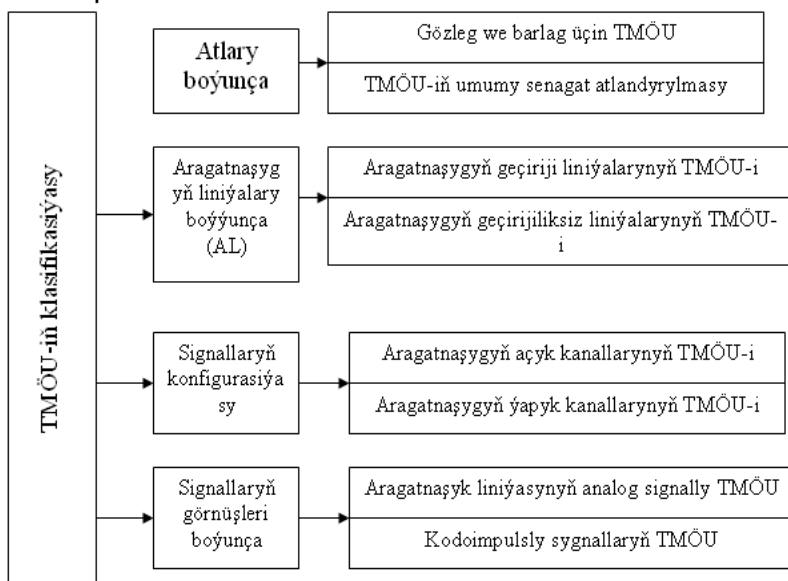 TMÖU-iň klasifikasiýasy
Atlary
boýunça
Gözleg we barlag üçin TMÖU
TMÖU-iň umumy senagat atlandyrylmasy
Aragatnaşyg
yň liniýalary
boýýunça
(AL)
Aragatnaşygyň geçiriji liniýalarynyň TMÖU-i
Aragatnaşygyň geçirijiliksiz liniýalarynyň TMÖU-
i
Signallaryň
konfigurasiýa
sy
Aragatnaşygyň açyk kanallarynyň TMÖU-i
Aragatnaşygyň ýapyk kanallarynyň TMÖU-i
Signallaryň
görnüşleri
boýunça
Aragatnaşyk liniýasynyň analog signally TMÖU
Kodoimpulsly sygnallaryň TMÖU